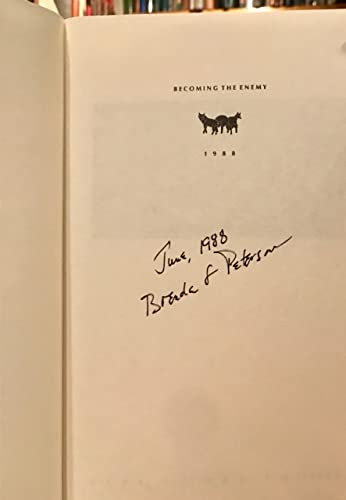 BECOMING THE ENEMY
1988
June, 1988
Brenda & Peterson